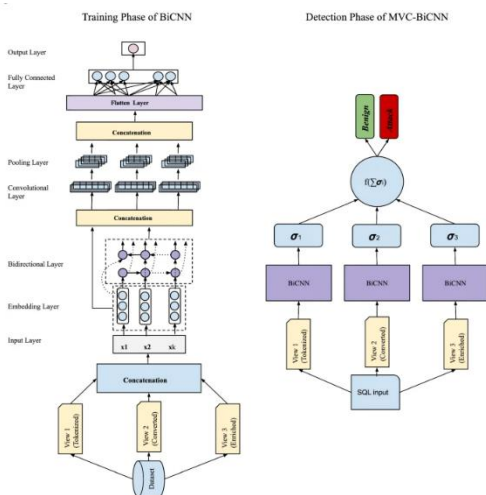 Training Phase of BiCNN
Output Layer
Fully Connected
Layer
Flatten Layer
Concatenation
Pooling Layer
Convolutional
Layer
Concatenation
Bidirectional Layer
Embedding Layer
Input Layer
x1 x2 xk
Concatenation
View 1
(Tokenized)
View 2
(Converted)
View 3
(Enriched)
Dataset
Detection Phase of MVC-BiCNN
Benign
Attack
f(∑σᵢ)
σ₁ σ₂ σ₃
BiCNN BiCNN BiCNN
View 1
(Tokenized)
View 2
(Converted)
View 3
(Enriched)
SQL input